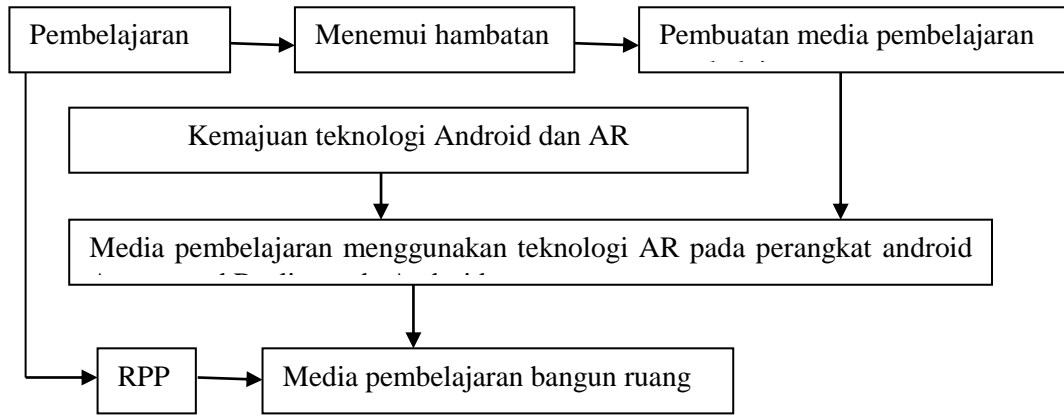 Pembelajaran
Menemui hambatan
Pembuatan media pembelajaran
Kemajuan teknologi Android dan AR
Media pembelajaran menggunakan teknologi AR pada perangkat android
RPP
Media pembelajaran bangun ruang